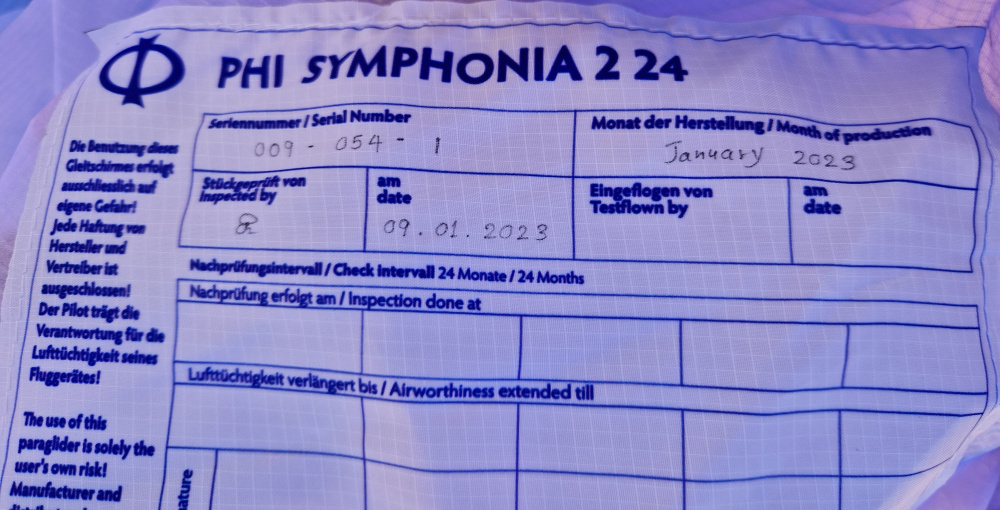 PHI SYMPHONIA 2 24
Seriennummer / Serial Number
009 - 054 - 1
Monat der Herstellung / Month of production
January 2023
Stückgeprüft von
Inspected by
am
date
09.01.2023
Eingeflogen von
Testflown by
am
date
Nachprüfungsintervall / Check intervall 24 Monate / 24 Months
Nachprüfung erfolgt am / Inspection done at
Lufttüchtigkeit verlängert bis / Airworthiness extended till
Die Benutzung dieses
Gleitschirmes erfolgt
ausschliesslich auf
eigene Gefahr!
Jede Haftung von
Hersteller und
Vertreiber ist
ausgeschlossen!
Der Pilot trägt die
Verantwortung für die
Lufttüchtigkeit seines
Fluggerätes!
The use of this
paraglider is solely the
user's own risk!
Manufacturer and